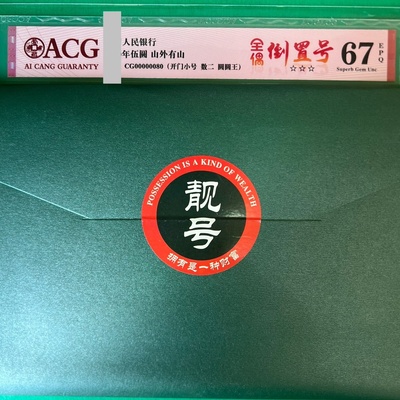 ACG
AI CANG GUARANTY
人民银行
年伍圆 山外有山
CG00000080（开门小号 数二 圆圆王）
全偶
倒置号
☆☆☆
67
EPQ
Superb Gem Unc
POSSESSION IS A KIND OF WEALTH
靓号
拥有是一种财富